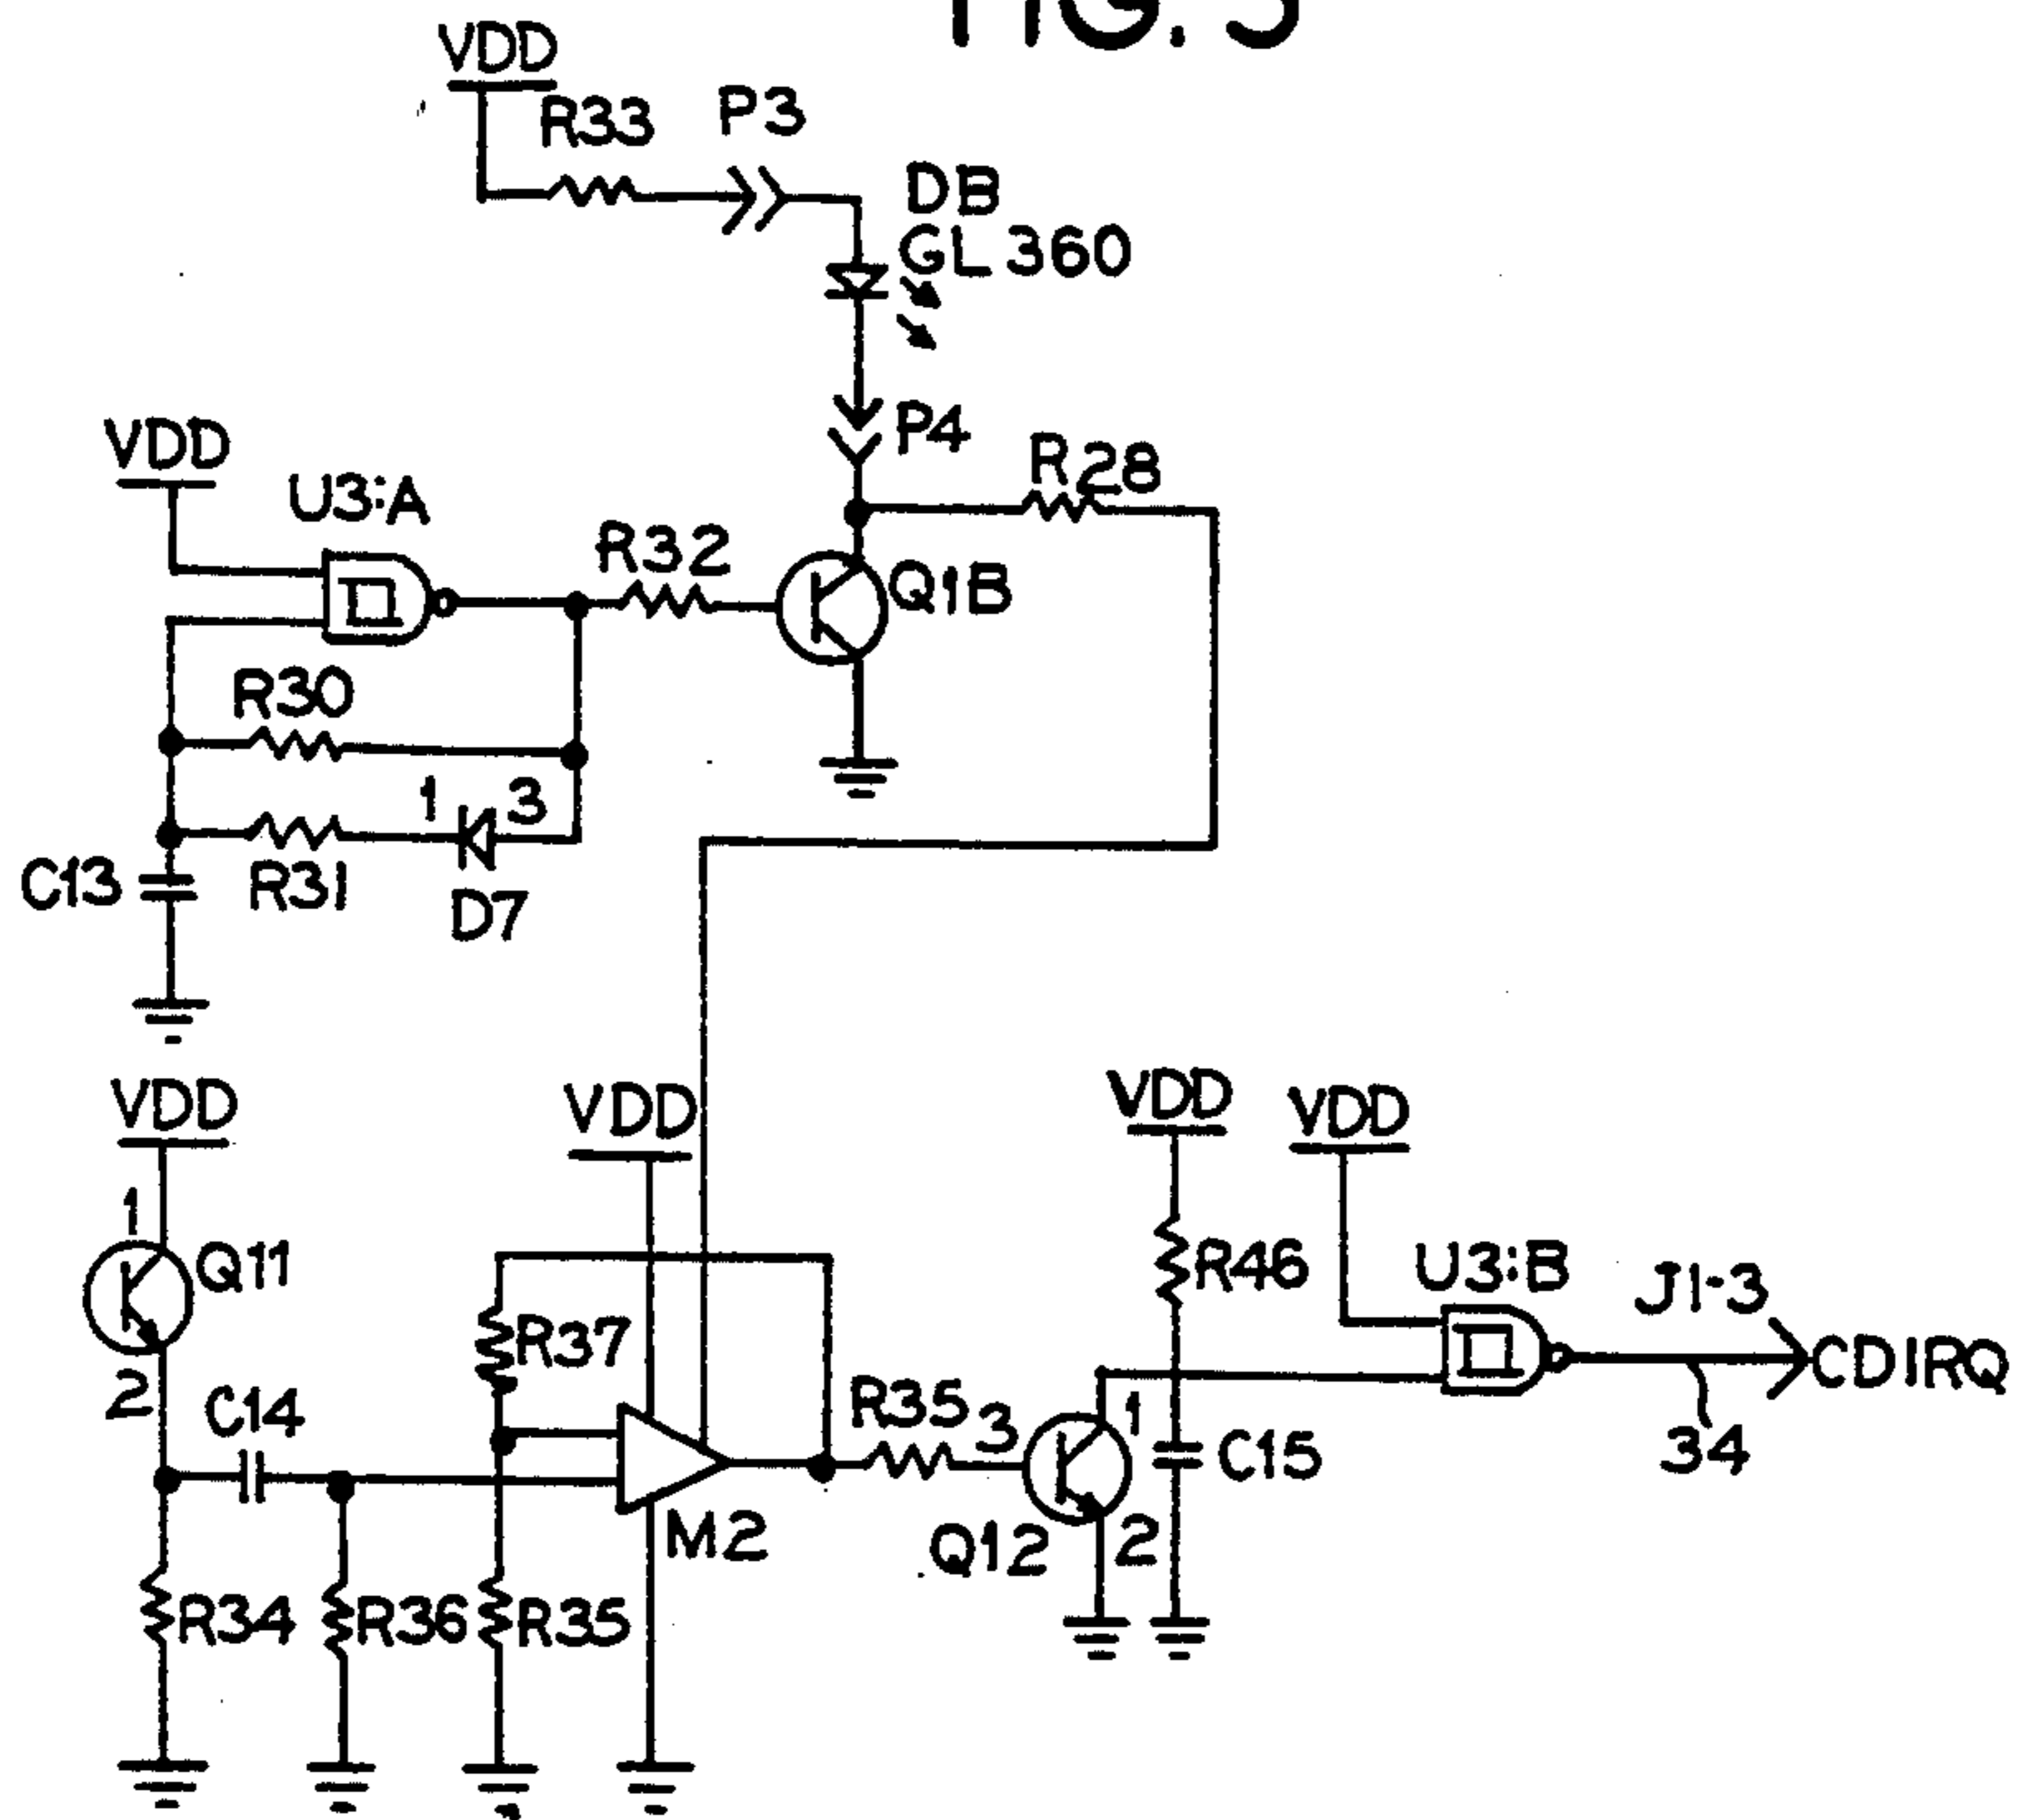 FIG. 5
VDD
R33
P3
DB
GL360
P4
R28
VDD
U3:A
R32
Q1B
R30
1
3
R31
D7
C13
VDD
VDD
VDD
VDD
1
Q11
2
C14
R37
R46
U3:B
J1-3
CDIRQ
34
R35
3
1
C15
M2
Q12
2
R34
R36
R35